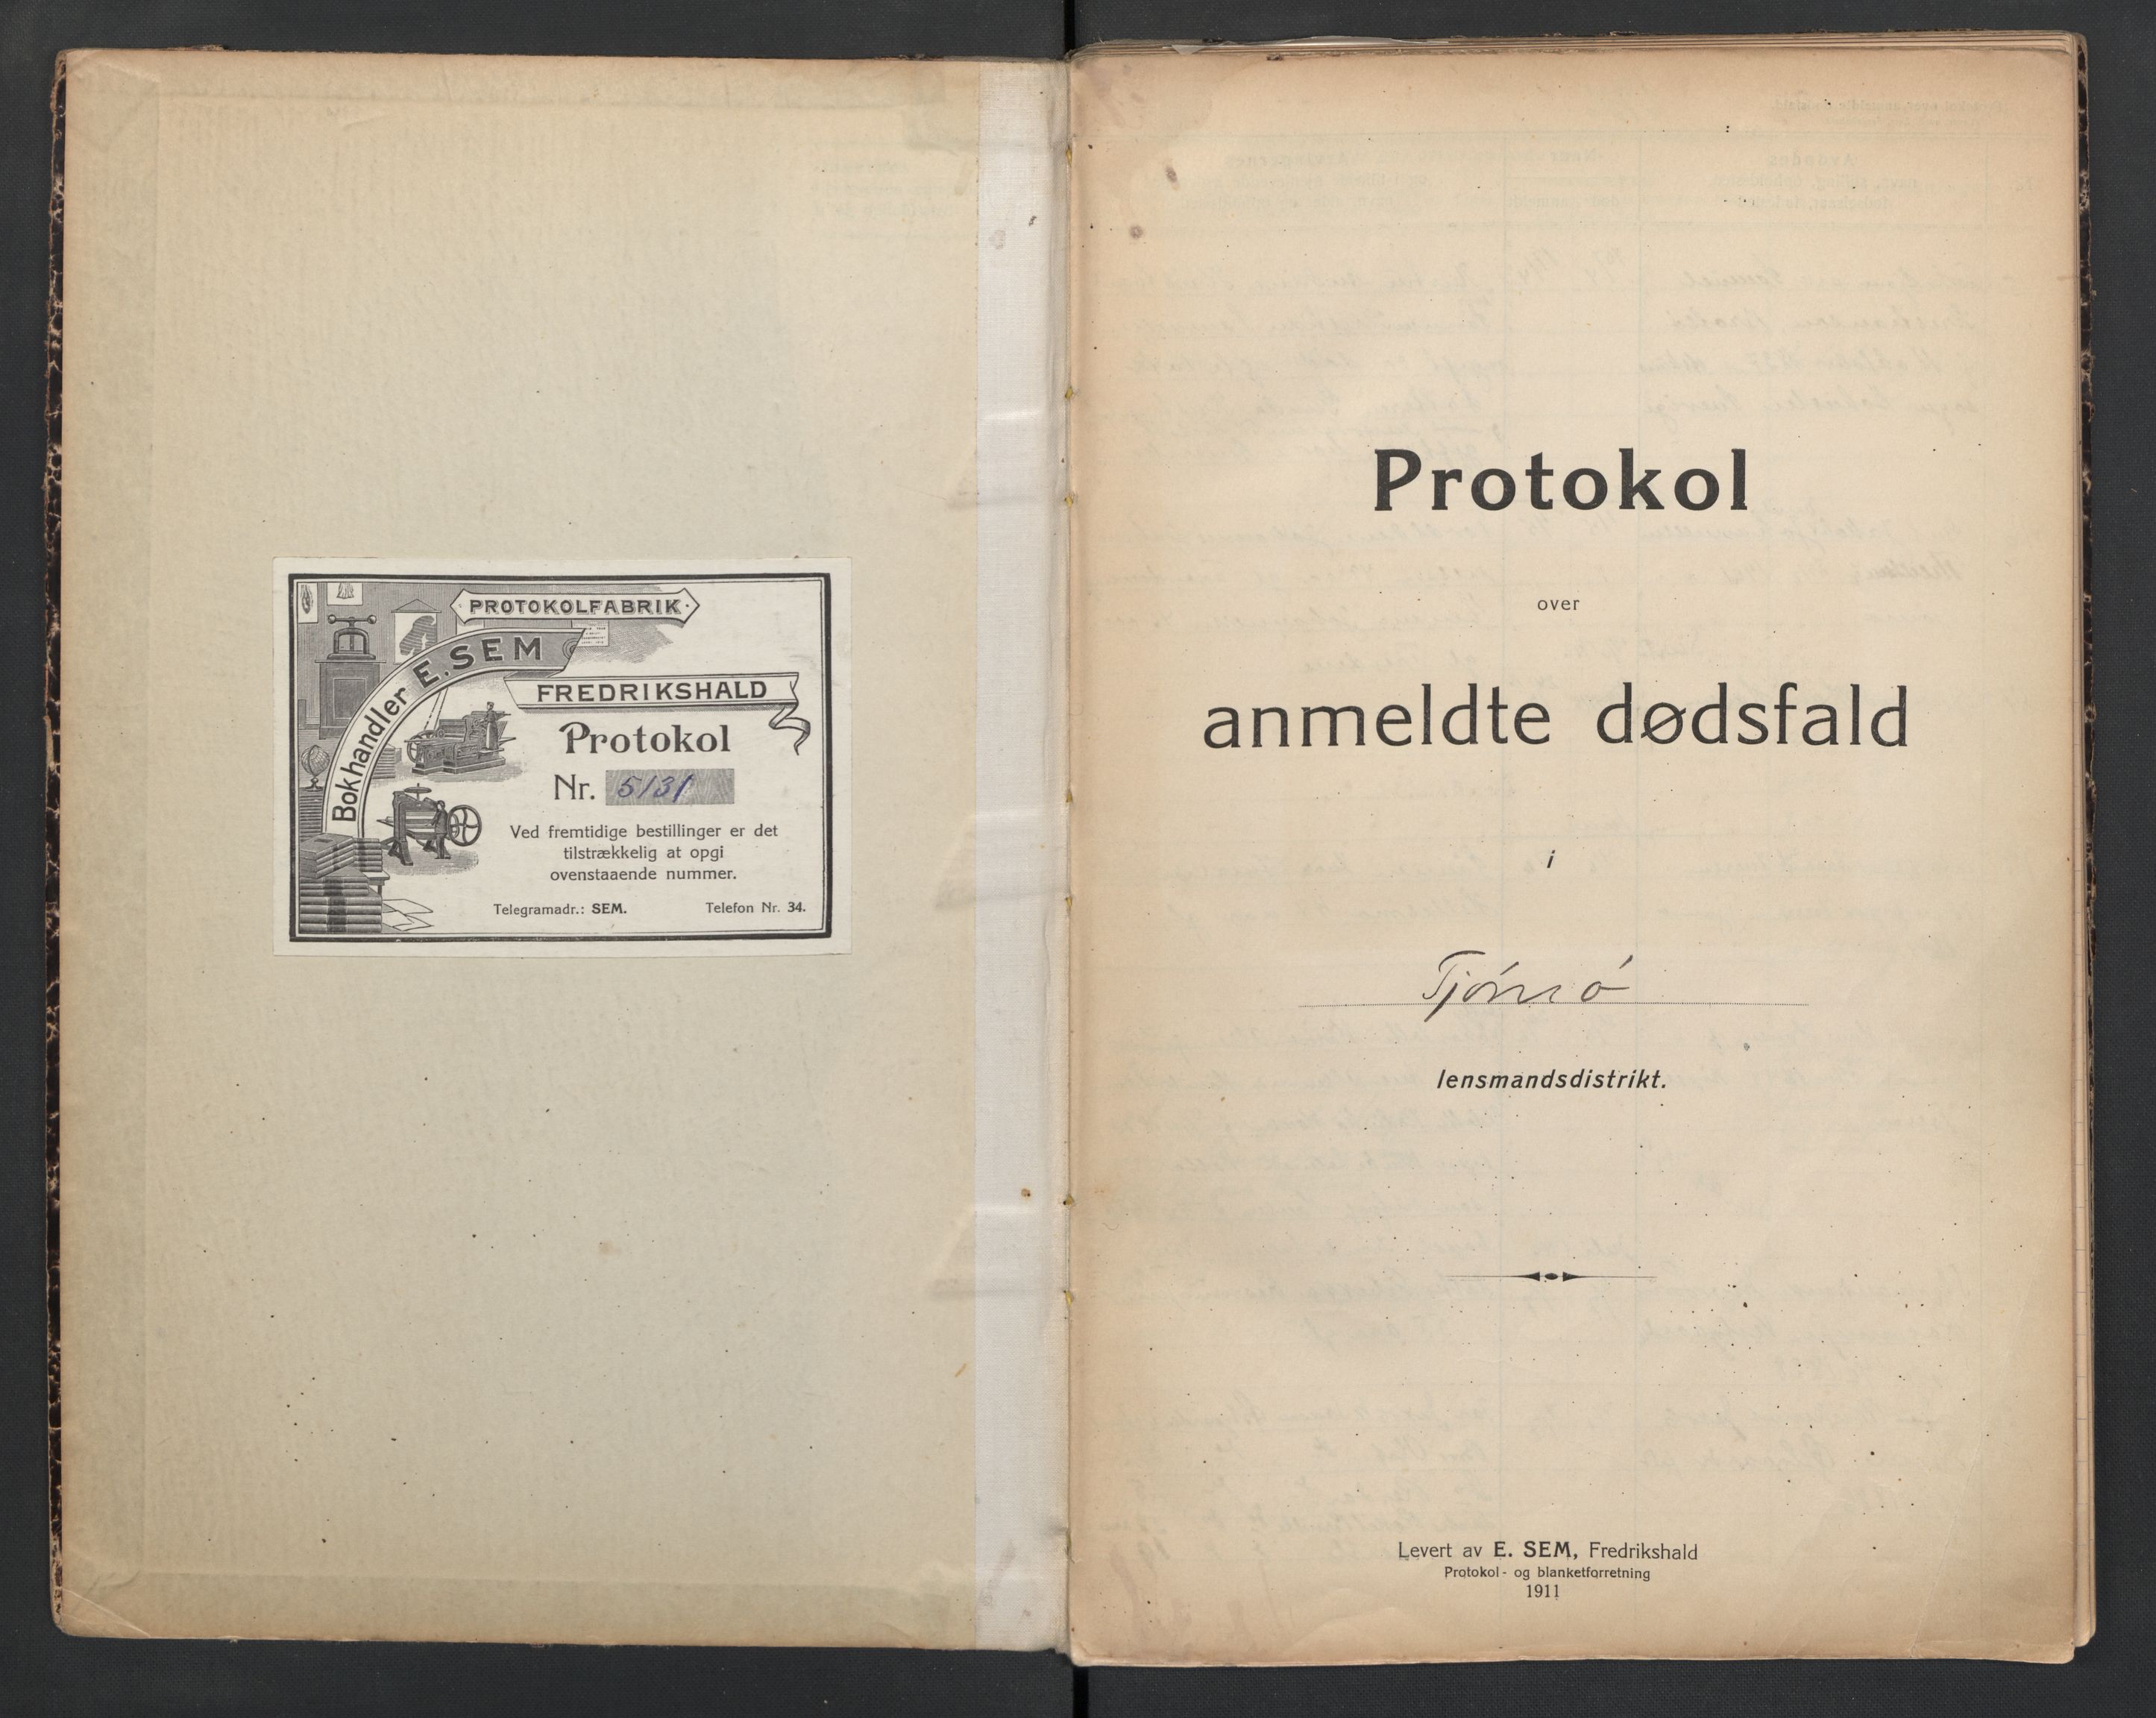 PROTOKOLFABRIK
Bokhandler E. SEM
FREDRIKSHALD
Protokol
Nr. 5131
Ved fremtidige bestillinger er det
tilstrækkelig at opgi
ovenstaaende nummer.
Telegramadr.: SEM. Telefon Nr. 34.
Protokol
over
anmeldte dødsfald
i
Tjömö
lensmandsdistrikt.
Levert av E. SEM, Fredrikshald
Protokol- og blanketforretning
1911